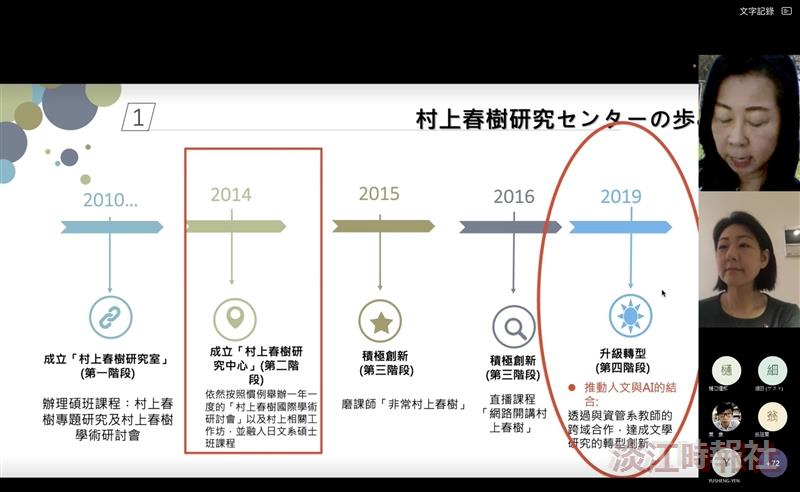 文字記錄
1
村上春樹研究センターの歩
2010...
2014
2015
2016
2019
成立「村上春樹研究室」
(第一階段)
辦理碩班課程：村上春
樹專題研究及村上春樹
學術研討會
成立「村上春樹研
究中心」(第二階
段)
依然按照慣例舉辦一年一
度的「村上春樹國際學術
研討會」以及村上相關工
作坊，並融入日文系碩士
班課程
積極創新
(第三階段)
磨課師「非常村上春樹」
積極創新
(第三階段)
直播課程
「網路開講村
上春樹」
升級轉型
(第四階段)
● 推動人文與AI的結
合:
透過與資管系教師的
跨域合作，達成文學
研究的轉型創新
樋
細
翁
Y
YUSHENG-YEN
+72
淡江時報社